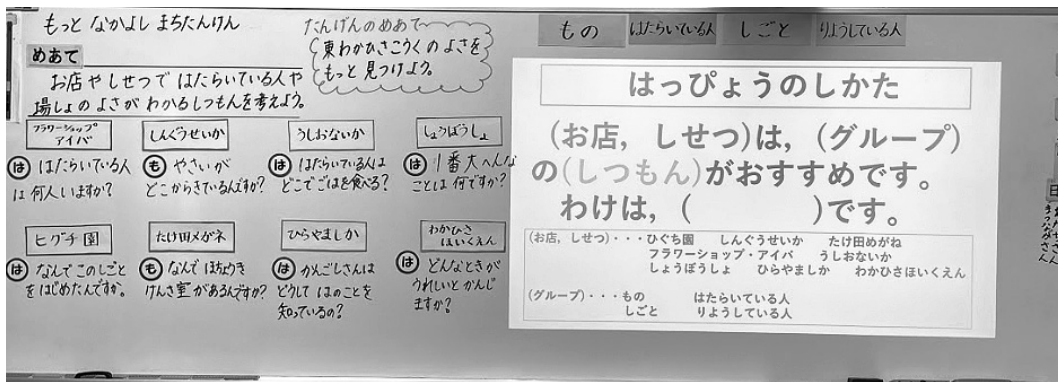 もっと なかよし まちたんけん
たんげんのめあて
東わかひさこうくのよさを
もっと見つけよう。
めあて
お店やしせつではたらいている人や
場しょのよさがわかるしつもんを考えよう。
フラワーショップ
アイバ
は はたらいている人
は何人いますか?
しんぐうせいか
も やさいが
どこからきているんですか?
うしおないか
は はたらいている人は
どこでごはんを食べる?
しょうぼうしょ
は 1番大へんな
ことは何ですか?
ヒグチ園
は なんでこのしごと
をはじめたんですか。
たけ田メガネ
も なんで ほちょうき
けんさ室があるんですか?
ひらやましか
は かんごしさんは
どうして はのことを
知っているの?
わかひさ
ほいくえん
は どんなときが
うれしいとかんじ
ますか?
もの はたらいている人 しごと りようしている人
はっぴょうのしかた
(お店,しせつ)は,(グループ)
の(しつもん)がおすすめです。
わけは,( )です。
(お店,しせつ)・・・ひぐち園 しんぐうせいか たけ田めがね
フラワーショップ・アイバ うしおないか
しょうぼうしょ ひらやましか わかひさほいくえん
(グループ)・・・もの はたらいている人
しごと りようしている人
日